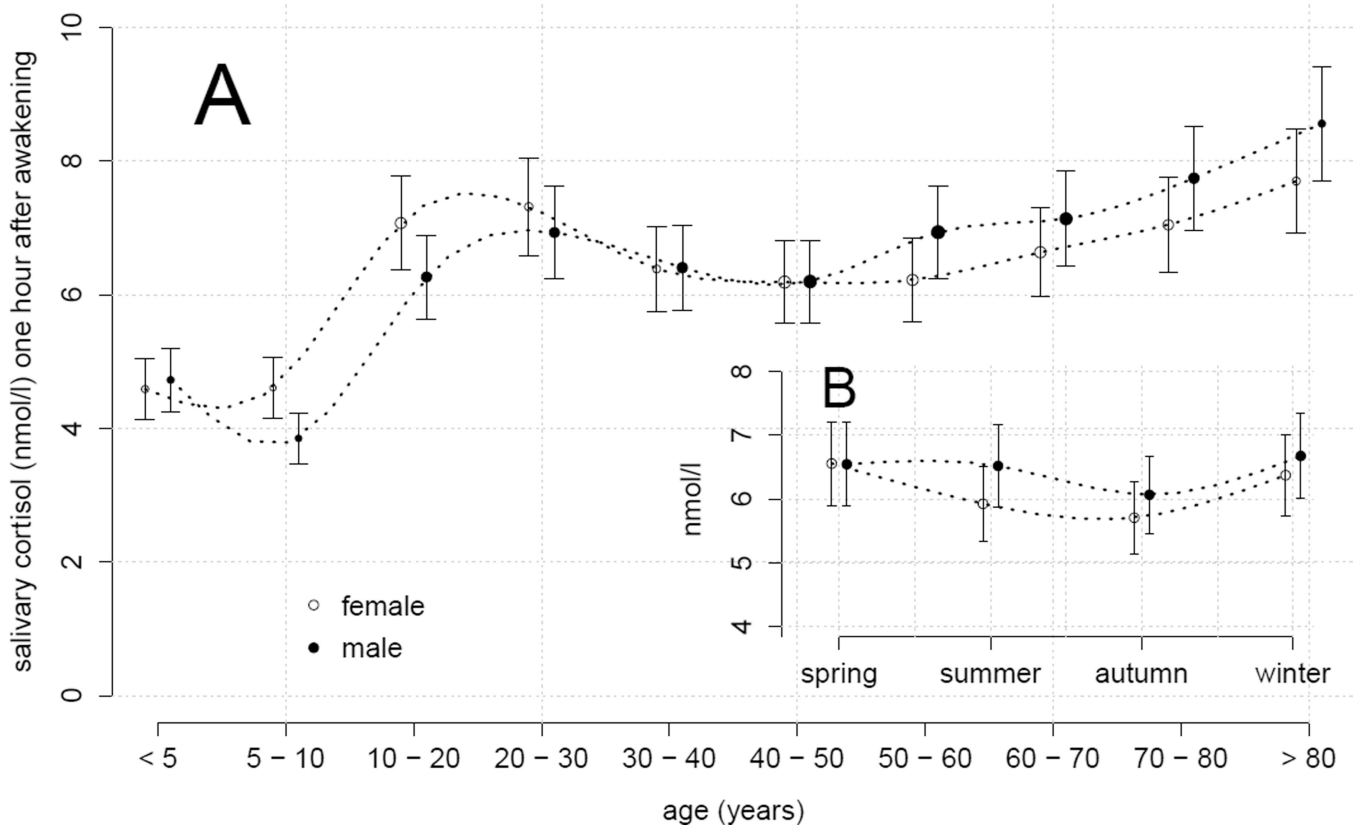 A
salivary cortisol (nmol/l) one hour after awakening
10
8
6
4
2
0
female
male
< 5
5 – 10
10 – 20
20 – 30
30 – 40
40 – 50
50 – 60
60 – 70
70 – 80
> 80
age (years)
B
nmol/l
8
7
6
5
4
spring
summer
autumn
winter